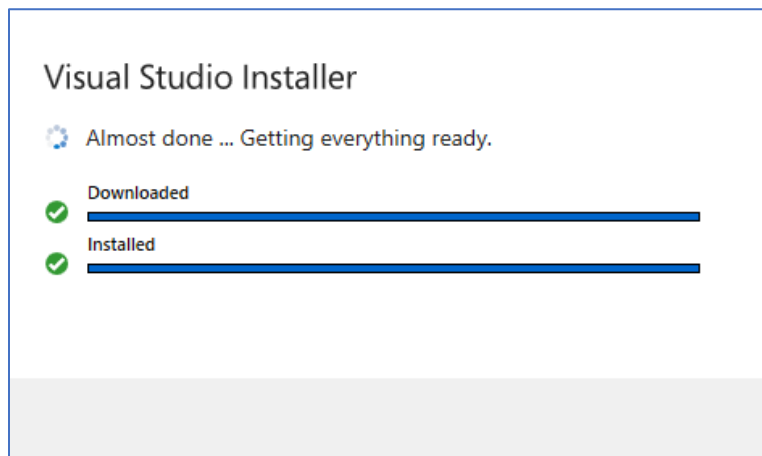 Visual Studio Installer
Almost done ... Getting everything ready.
Downloaded
Installed